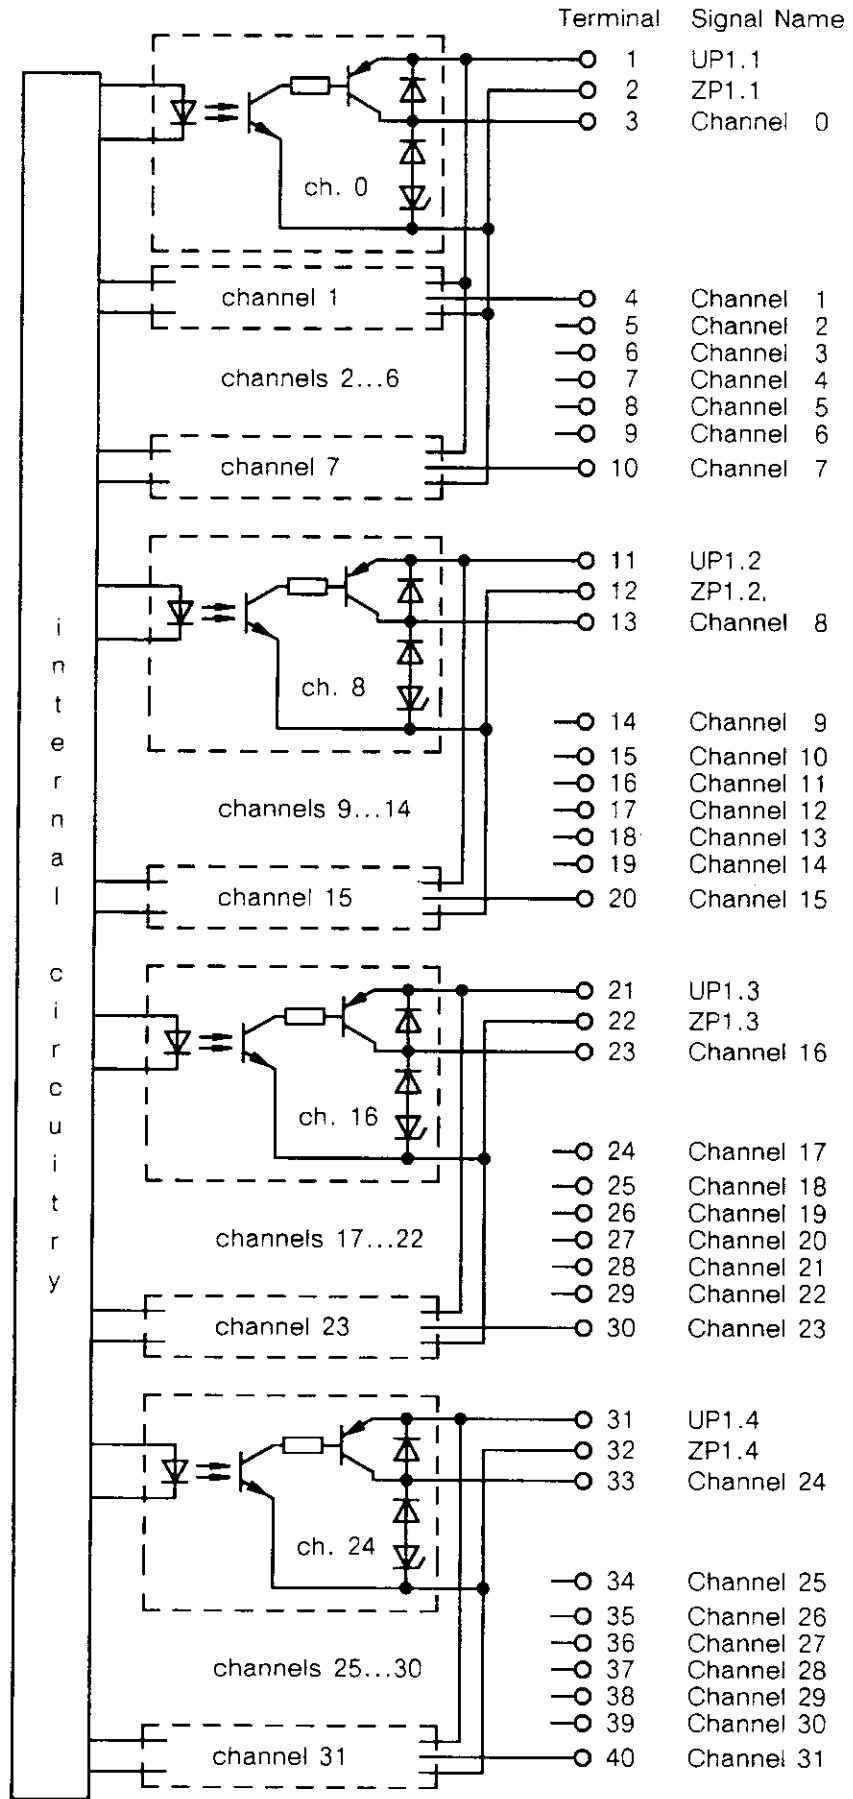 Terminal Signal Name
1 UP1.1
2 ZP1.1
3 Channel 0
ch. 0
channel 1
4 Channel 1
5 Channel 2
6 Channel 3
channels 2...6
7 Channel 4
8 Channel 5
9 Channel 6
channel 7
10 Channel 7
11 UP1.2
12 ZP1.2.
13 Channel 8
ch. 8
14 Channel 9
15 Channel 10
16 Channel 11
channels 9...14
17 Channel 12
18 Channel 13
19 Channel 14
channel 15
20 Channel 15
internal circuitry
21 UP1.3
22 ZP1.3
23 Channel 16
ch. 16
24 Channel 17
25 Channel 18
26 Channel 19
channels 17...22
27 Channel 20
28 Channel 21
29 Channel 22
channel 23
30 Channel 23
31 UP1.4
32 ZP1.4
33 Channel 24
ch. 24
34 Channel 25
35 Channel 26
36 Channel 27
channels 25...30
37 Channel 28
38 Channel 29
39 Channel 30
channel 31
40 Channel 31